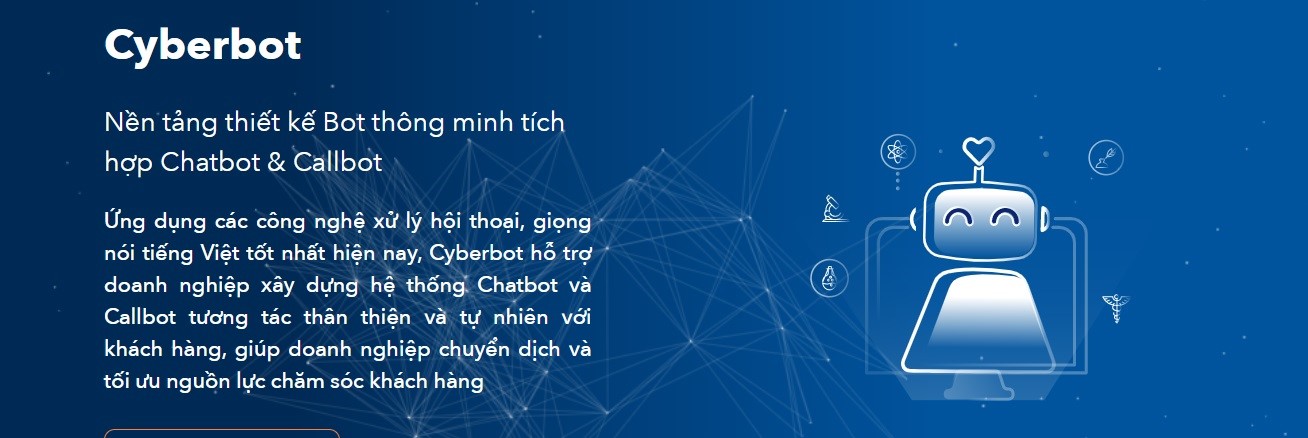 Cyberbot
Nền tảng thiết kế Bot thông minh tích
hợp Chatbot & Callbot
Ứng dụng các công nghệ xử lý hội thoại, giọng
nói tiếng Việt tốt nhất hiện nay, Cyberbot hỗ trợ
doanh nghiệp xây dựng hệ thống Chatbot và
Callbot tương tác thân thiện và tự nhiên với
khách hàng, giúp doanh nghiệp chuyển dịch và
tối ưu nguồn lực chăm sóc khách hàng